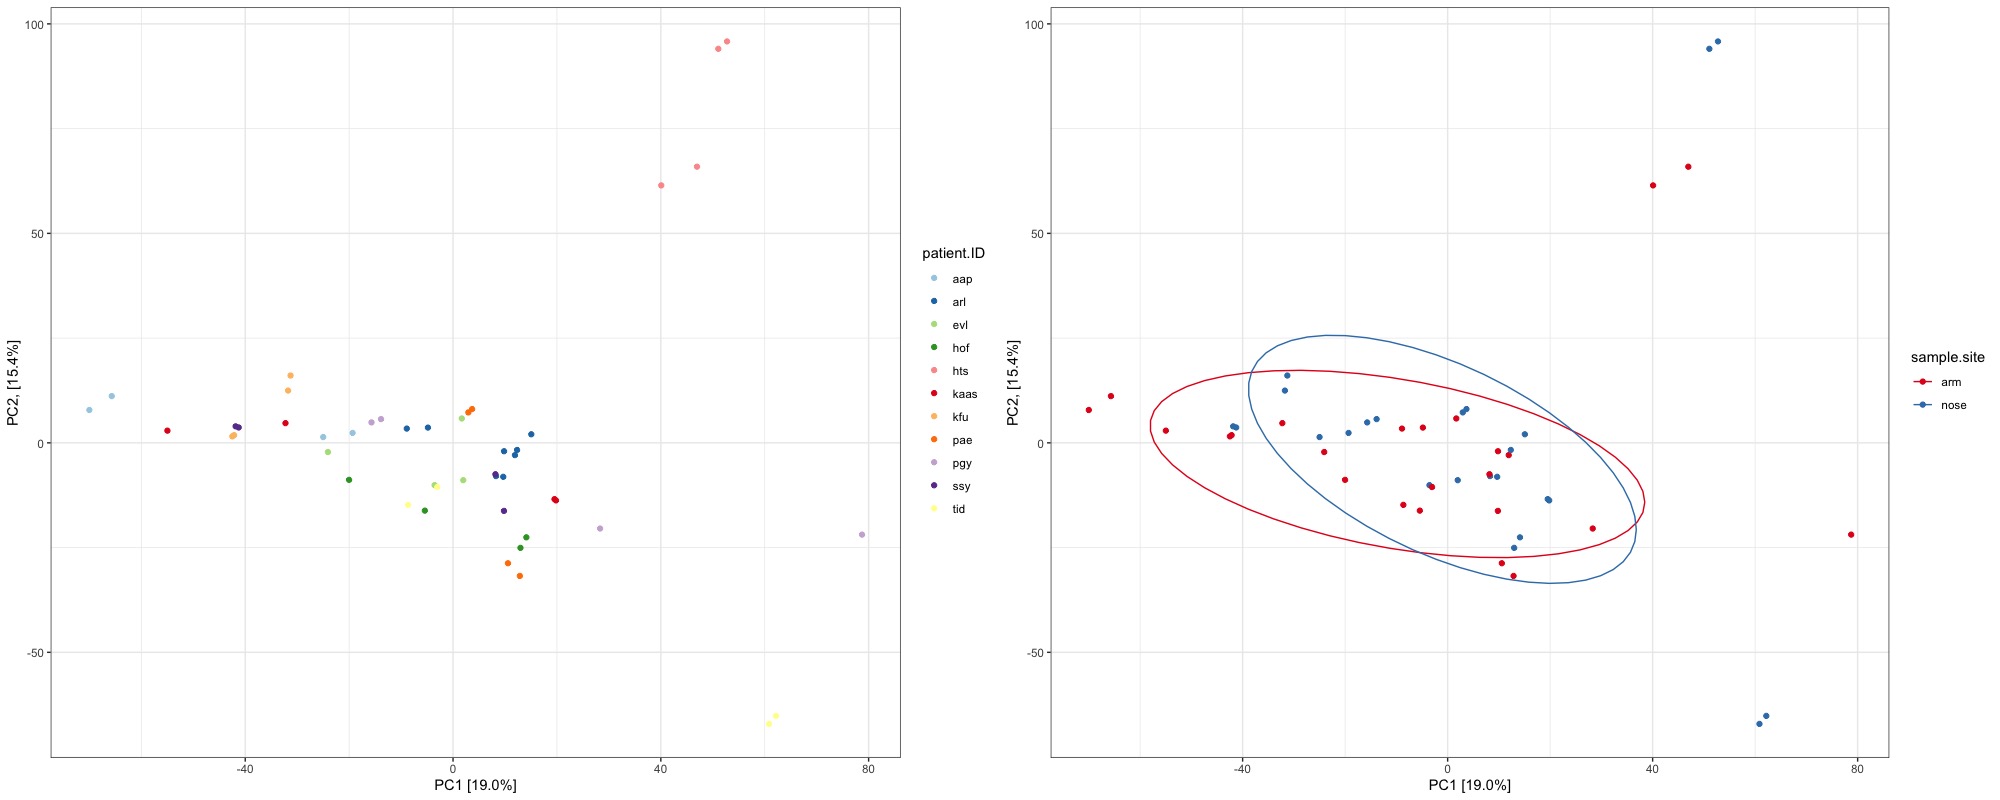 100
50
0
-50
-40
0
40
80
PC2, [15.4%]
PC1 [19.0%]
patient.ID
aap
arl
evl
hof
hts
kaas
kfu
pae
pgy
ssy
tid
100
50
0
-50
-40
0
40
80
PC2, [15.4%]
PC1 [19.0%]
sample.site
arm
nose